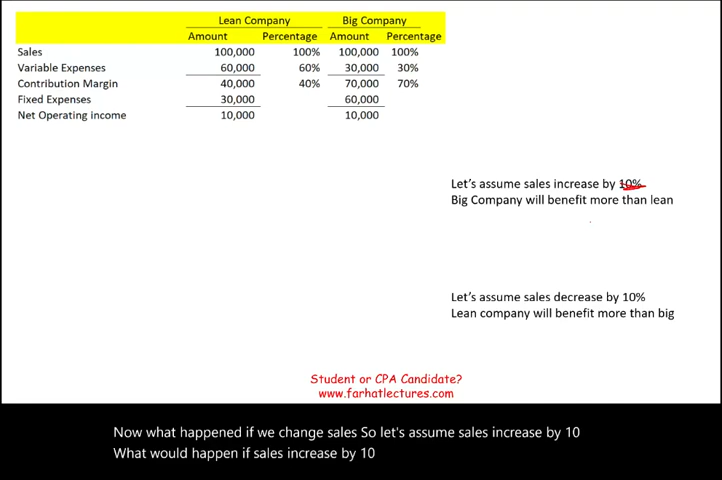 Lean Company Big Company
Amount Percentage Amount Percentage
Sales 100,000 100% 100,000 100%
Variable Expenses 60,000 60% 30,000 30%
Contribution Margin 40,000 40% 70,000 70%
Fixed Expenses 30,000 60,000
Net Operating income 10,000 10,000
Let's assume sales increase by 10%
Big Company will benefit more than lean
Let's assume sales decrease by 10%
Lean company will benefit more than big
Student or CPA Candidate?
www.farhatlectures.com
Now what happened if we change sales So let's assume sales increase by 10
What would happen if sales increase by 10